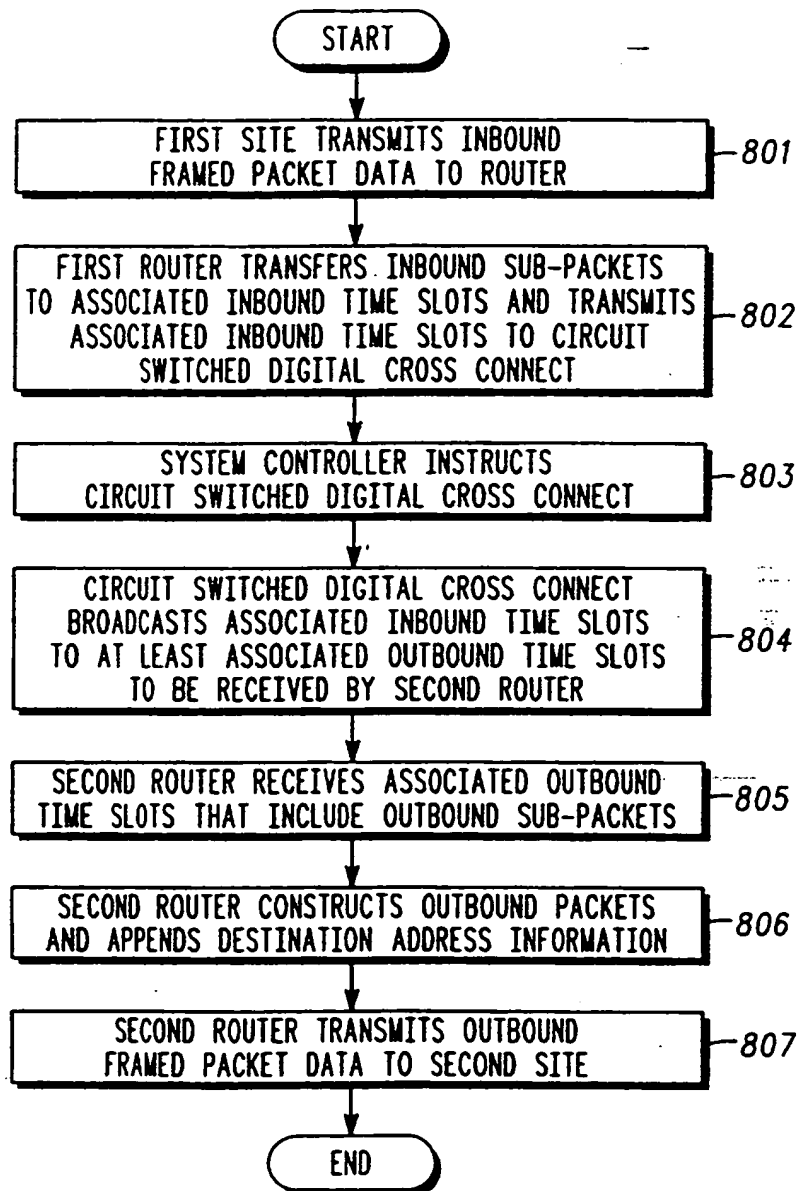 START
FIRST SITE TRANSMITS INBOUND
FRAMED PACKET DATA TO ROUTER
801
FIRST ROUTER TRANSFERS INBOUND SUB-PACKETS
TO ASSOCIATED INBOUND TIME SLOTS AND TRANSMITS
ASSOCIATED INBOUND TIME SLOTS TO CIRCUIT
SWITCHED DIGITAL CROSS CONNECT
802
SYSTEM CONTROLLER INSTRUCTS
CIRCUIT SWITCHED DIGITAL CROSS CONNECT
803
CIRCUIT SWITCHED DIGITAL CROSS CONNECT
BROADCASTS ASSOCIATED INBOUND TIME SLOTS
TO AT LEAST ASSOCIATED OUTBOUND TIME SLOTS
TO BE RECEIVED BY SECOND ROUTER
804
SECOND ROUTER RECEIVES ASSOCIATED OUTBOUND
TIME SLOTS THAT INCLUDE OUTBOUND SUB-PACKETS
805
SECOND ROUTER CONSTRUCTS OUTBOUND PACKETS
AND APPENDS DESTINATION ADDRESS INFORMATION
806
SECOND ROUTER TRANSMITS OUTBOUND
FRAMED PACKET DATA TO SECOND SITE
807
END